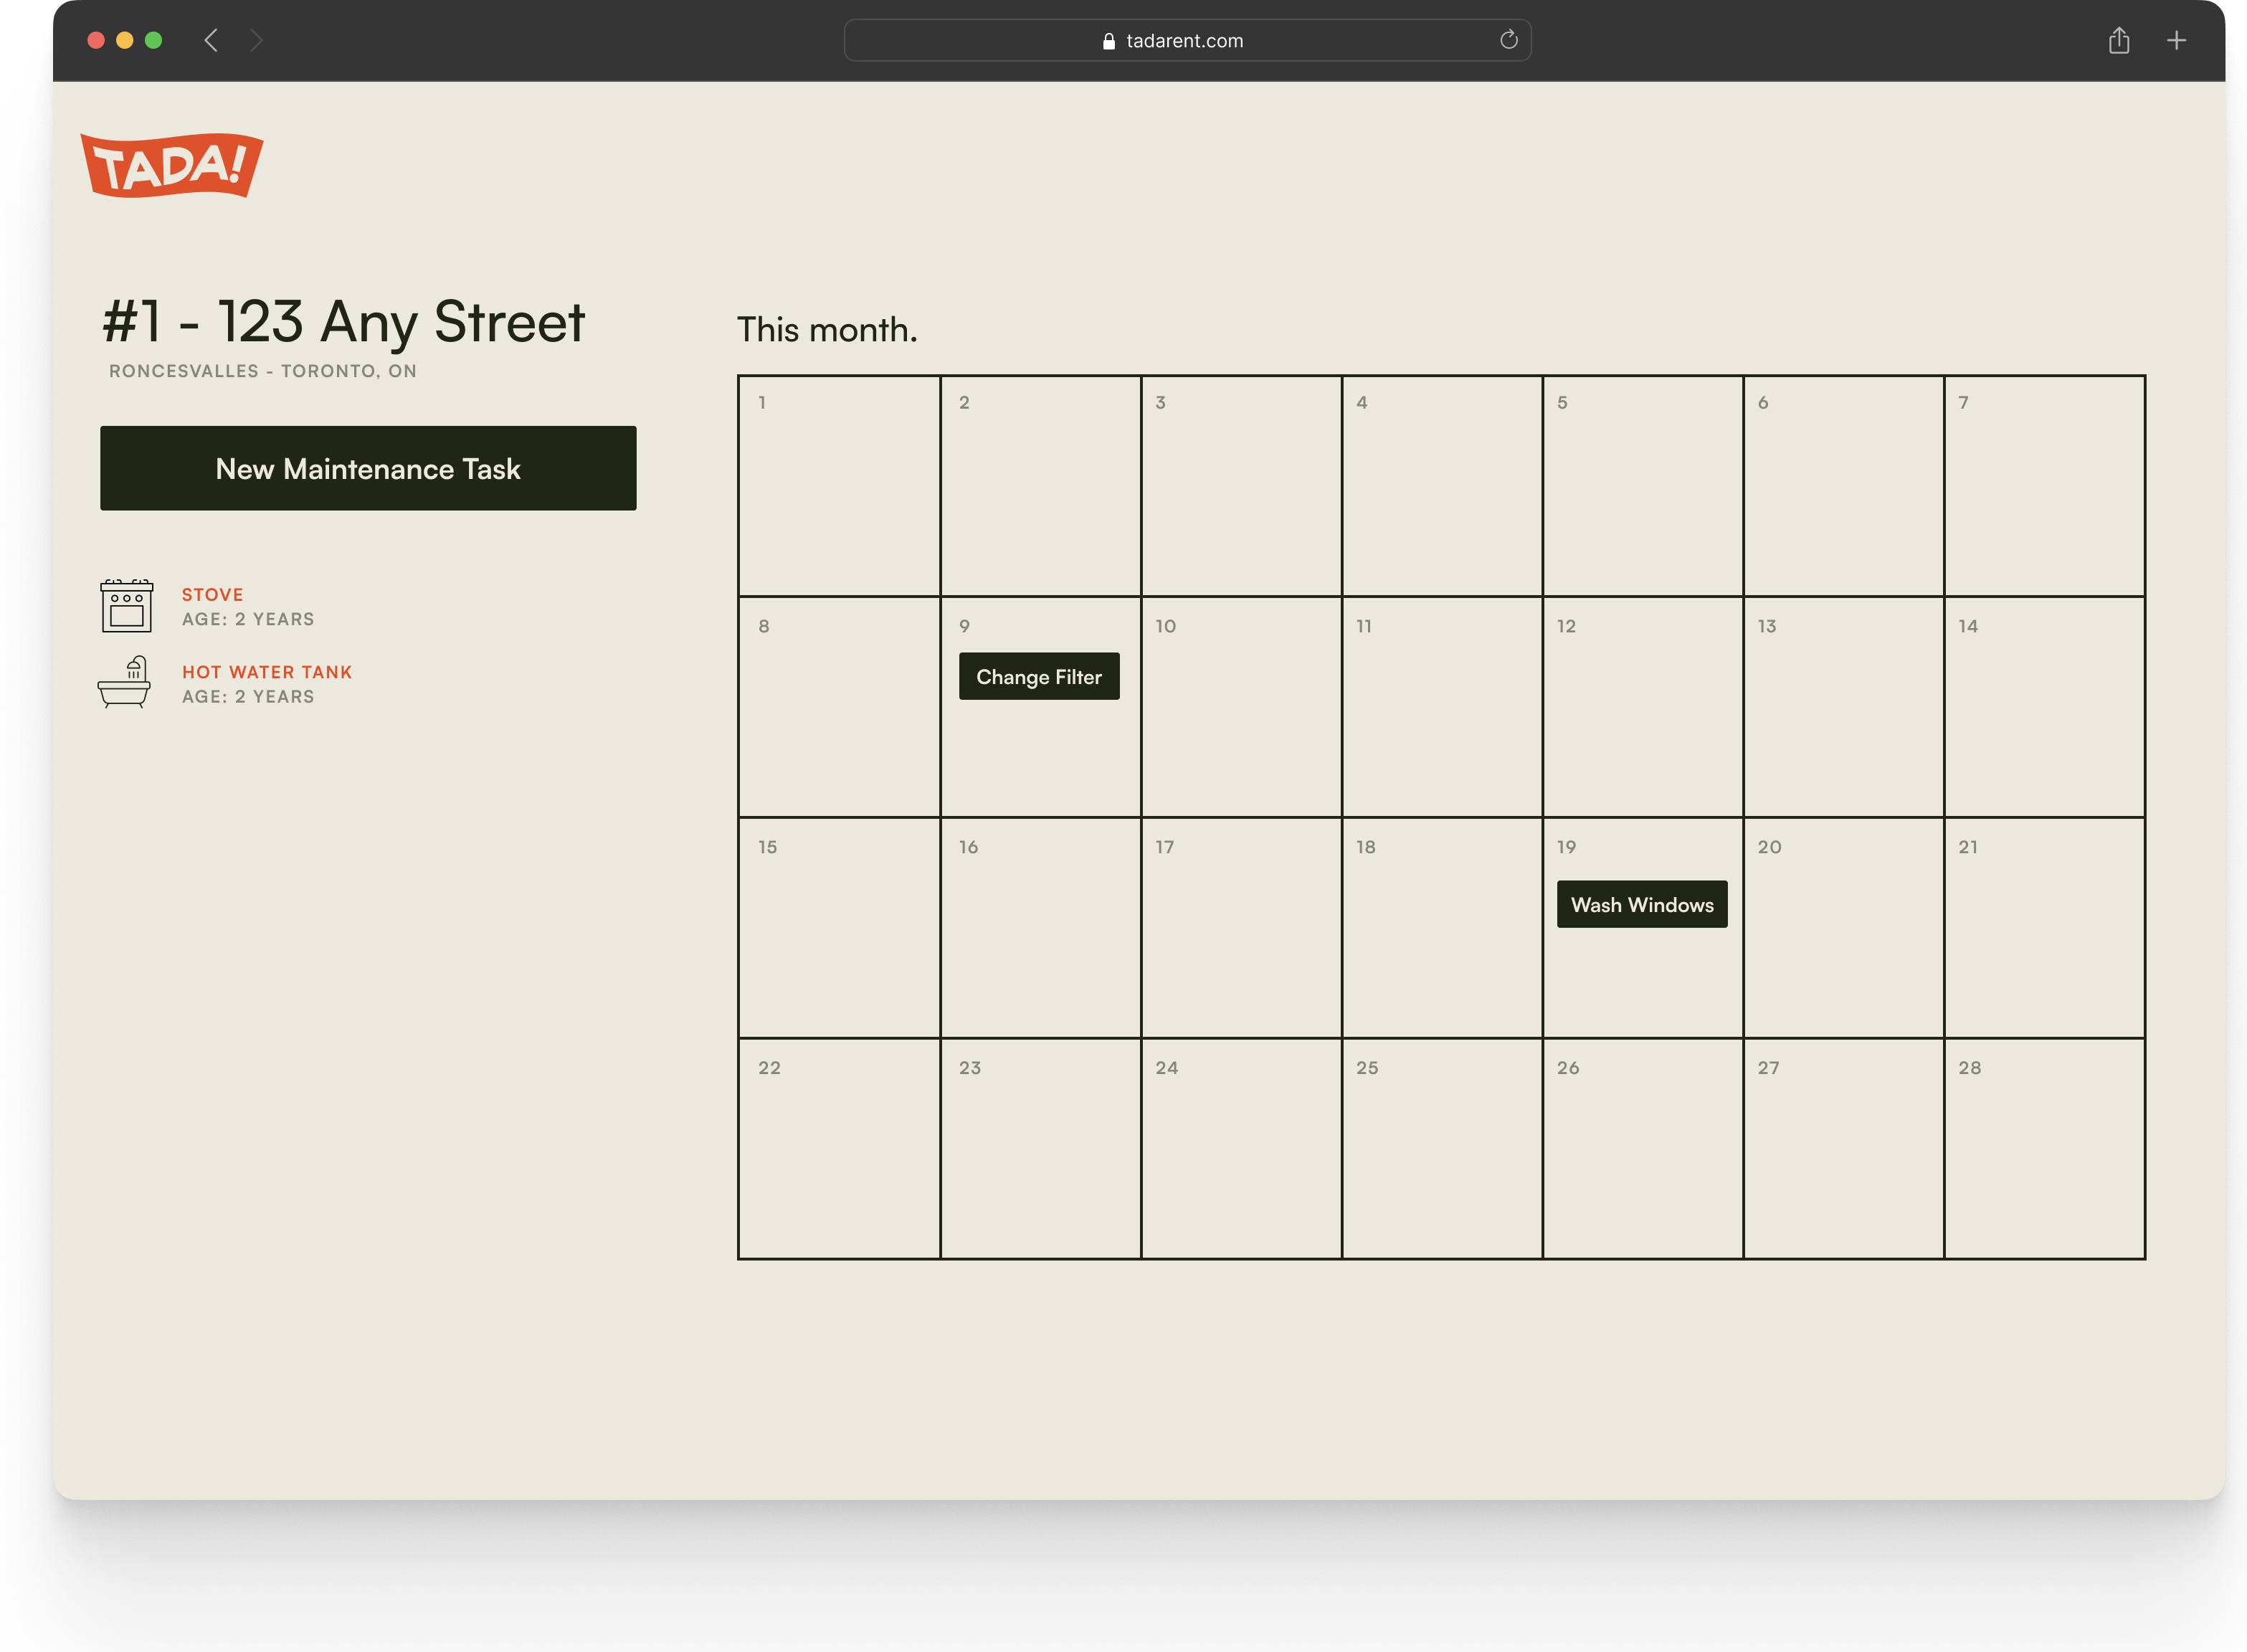 tadarent.com
TADA!
#1 - 123 Any Street
RONCESVALLES - TORONTO, ON
New Maintenance Task
STOVE
AGE: 2 YEARS
HOT WATER TANK
AGE: 2 YEARS
This month.
1 2 3 4 5 6 7
8 9 10 11 12 13 14
Change Filter
15 16 17 18 19 20 21
Wash Windows
22 23 24 25 26 27 28